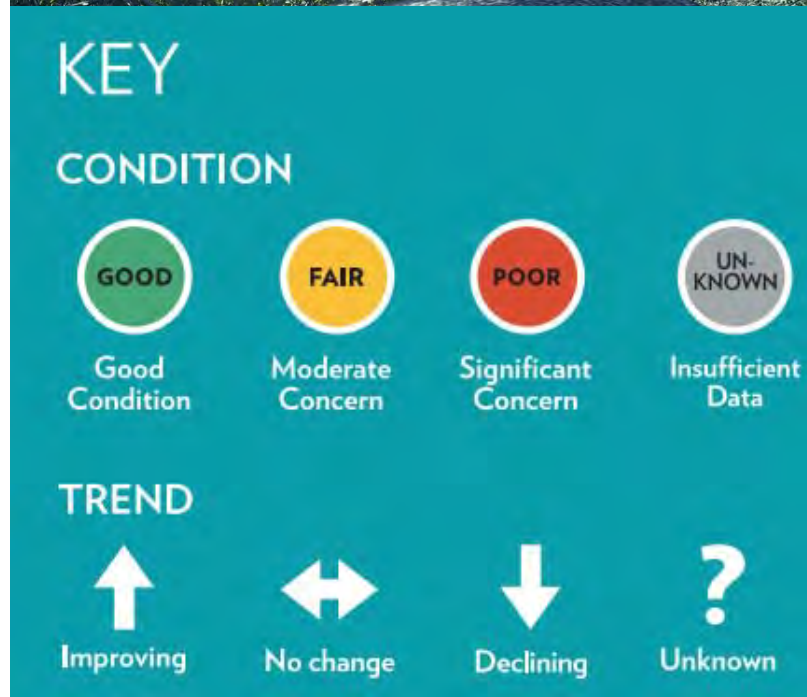 KEY
CONDITION
GOOD
FAIR
POOR
UN-
KNOWN
Good
Condition
Moderate
Concern
Significant
Concern
Insufficient
Data
TREND
?
Improving
No change
Declining
Unknown